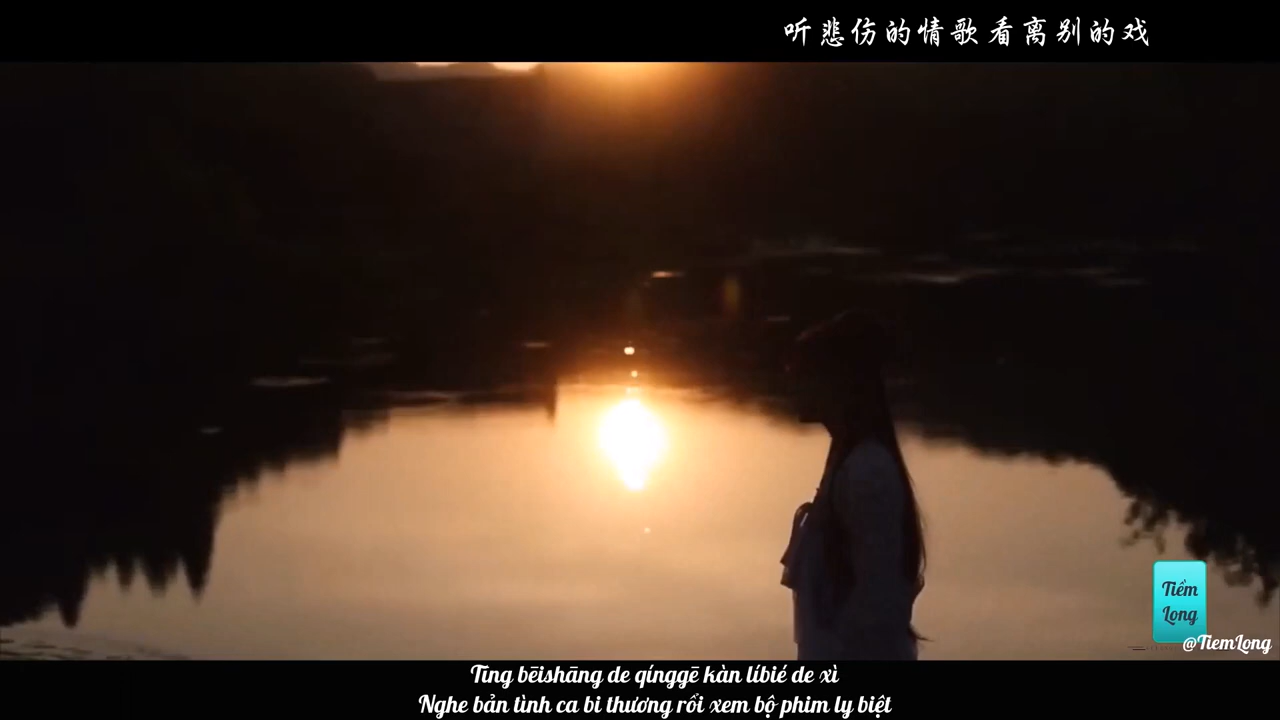 听悲伤的情歌看离别的戏
Tiềm
Long
@TiemLong
Tīng bēishāng de qínggē kàn líbié de xì
Nghe bản tình ca bi thương rồi xem bộ phim ly biệt